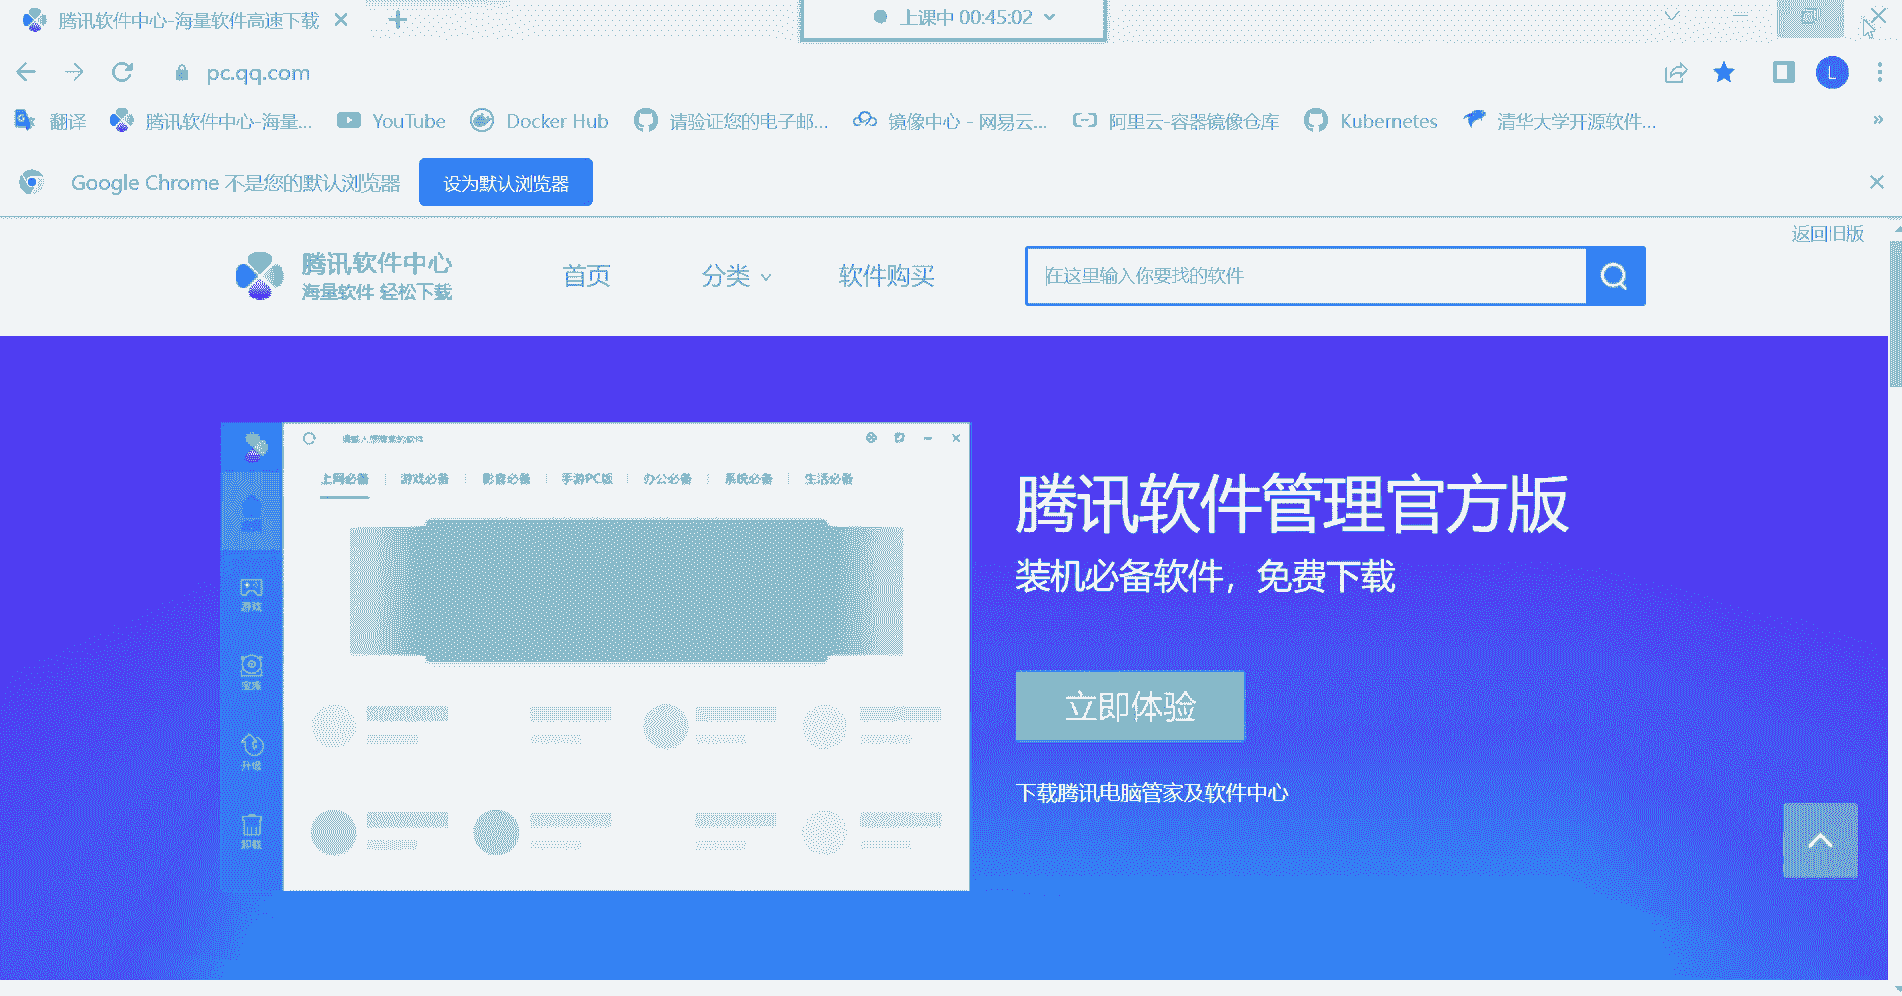 腾讯软件中心-海量软件高速下载
上课中 00:45:02
pc.qq.com
L
翻译
腾讯软件中心-海量...
YouTube
Docker Hub
请验证您的电子邮...
镜像中心 - 网易云...
阿里云-容器镜像仓库
Kubernetes
清华大学开源软件...
»
Google Chrome 不是您的默认浏览器
设为默认浏览器
返回旧版
腾讯软件中心
海量软件 轻松下载
首页
分类
软件购买
在这里输入你要找的软件
上网必备
游戏必备
影音必备
手游PC版
办公必备
系统必备
生活必备
游戏
宝库
升级
卸载
腾讯软件管理官方版
装机必备软件，免费下载
立即体验
下载腾讯电脑管家及软件中心